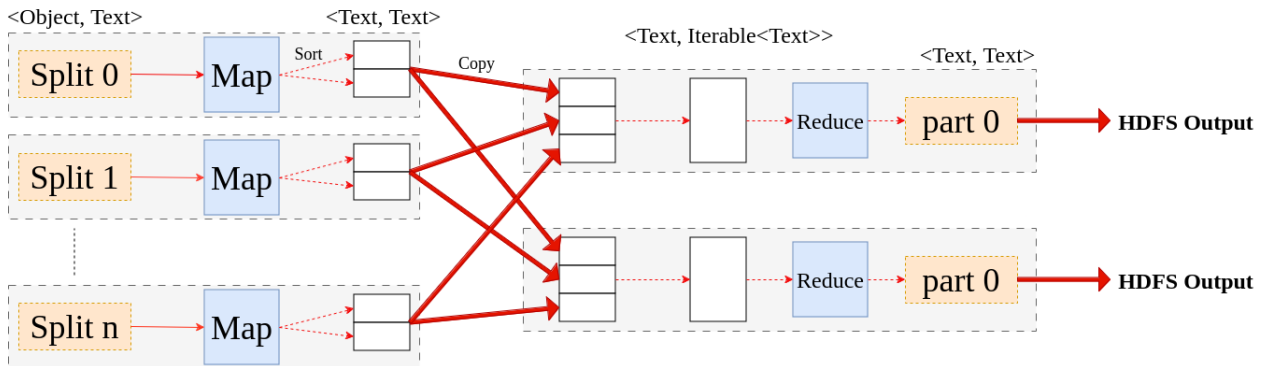 <Object, Text>
<Text, Text>
<Text, Iterable<Text>>
<Text, Text>
Split 0
Map
Sort
Copy
Reduce
part 0
HDFS Output
Split 1
Map
Split n
Map
Reduce
part 0
HDFS Output